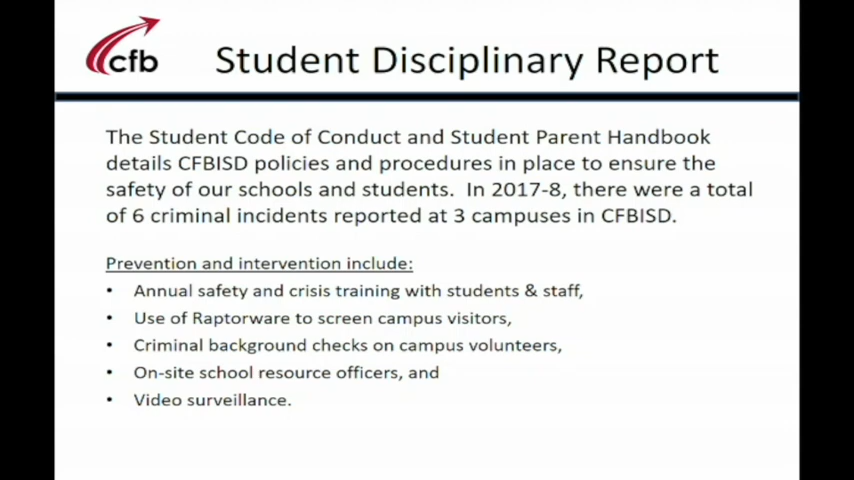 cfb
Student Disciplinary Report
The Student Code of Conduct and Student Parent Handbook
details CFBISD policies and procedures in place to ensure the
safety of our schools and students.  In 2017-8, there were a total
of 6 criminal incidents reported at 3 campuses in CFBISD.
Prevention and intervention include:
• Annual safety and crisis training with students & staff,
• Use of Raptorware to screen campus visitors,
• Criminal background checks on campus volunteers,
• On-site school resource officers, and
• Video surveillance.